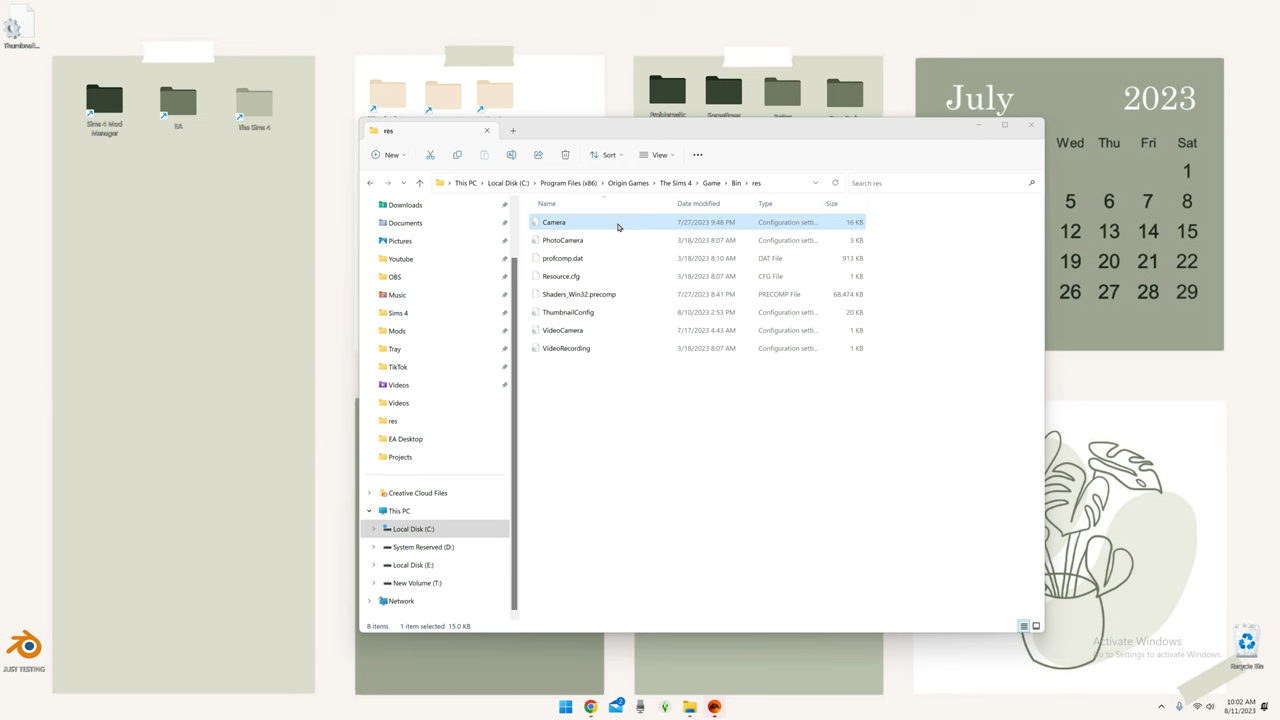 Thumbnail...
Sims 4 Mod
Manager
EA
The Sims 4
July 2023
Wed Thu Fri Sat
1
5 6 7 8
12 13 14 15
19 20 21 22
26 27 28 29
res
New
Sort
View
This PC
Local Disk (C:)
Program Files (x86)
Origin Games
The Sims 4
Game
Bin
res
Search res
Name
Date modified
Type
Size
Downloads
Documents
Pictures
Youtube
OBS
Music
Sims 4
Mods
Tray
TikTok
Videos
Videos
res
EA Desktop
Projects
Creative Cloud Files
This PC
Local Disk (C:)
System Reserved (D:)
Local Disk (E:)
New Volume (T:)
Network
Camera 7/27/2023 9:48 PM Configuration setti... 16 KB
PhotoCamera 3/18/2023 8:07 AM Configuration setti... 3 KB
profcomp.dat 3/18/2023 8:10 AM DAT File 913 KB
Resource.cfg 3/18/2023 8:07 AM CFG File 1 KB
Shaders_Win32.precomp 7/27/2023 8:41 PM PRECOMP File 68,474 KB
ThumbnailConfig 8/10/2023 2:53 PM Configuration setti... 20 KB
VideoCamera 7/17/2023 4:43 AM Configuration setti... 1 KB
VideoRecording 3/18/2023 8:07 AM Configuration setti... 1 KB
8 items 1 item selected 15.0 KB
Activate Windows
Go to Settings to activate Windows.
JUST TESTING
Recycle Bin
2
10:02 AM
8/11/2023